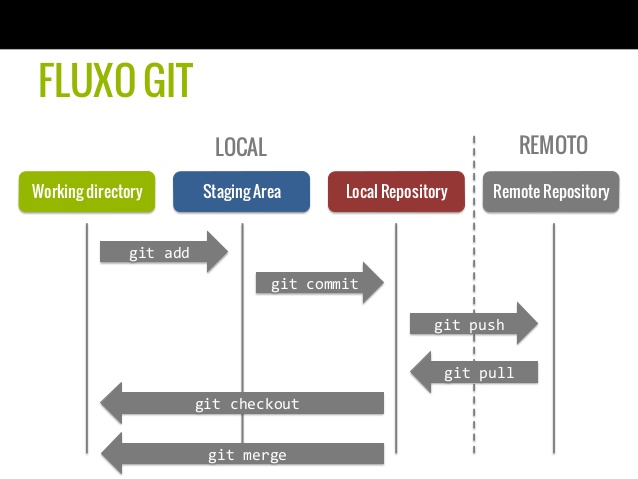 FLUXO GIT
LOCAL
REMOTO
Working directory
Staging Area
Local Repository
Remote Repository
git add
git commit
git push
git pull
git checkout
git merge